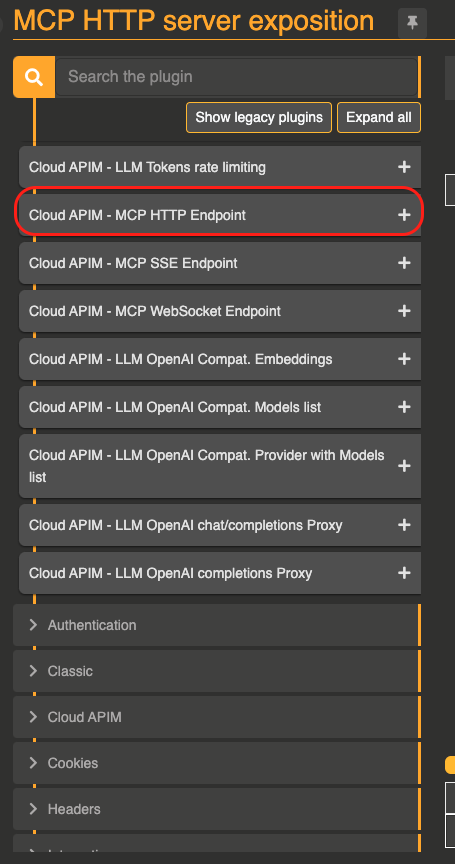 MCP HTTP server exposition
Search the plugin
Show legacy plugins
Expand all
Cloud APIM - LLM Tokens rate limiting
Cloud APIM - MCP HTTP Endpoint
Cloud APIM - MCP SSE Endpoint
Cloud APIM - MCP WebSocket Endpoint
Cloud APIM - LLM OpenAI Compat. Embeddings
Cloud APIM - LLM OpenAI Compat. Models list
Cloud APIM - LLM OpenAI Compat. Provider with Models
list
Cloud APIM - LLM OpenAI chat/completions Proxy
Cloud APIM - LLM OpenAI completions Proxy
Authentication
Classic
Cloud APIM
Cookies
Headers